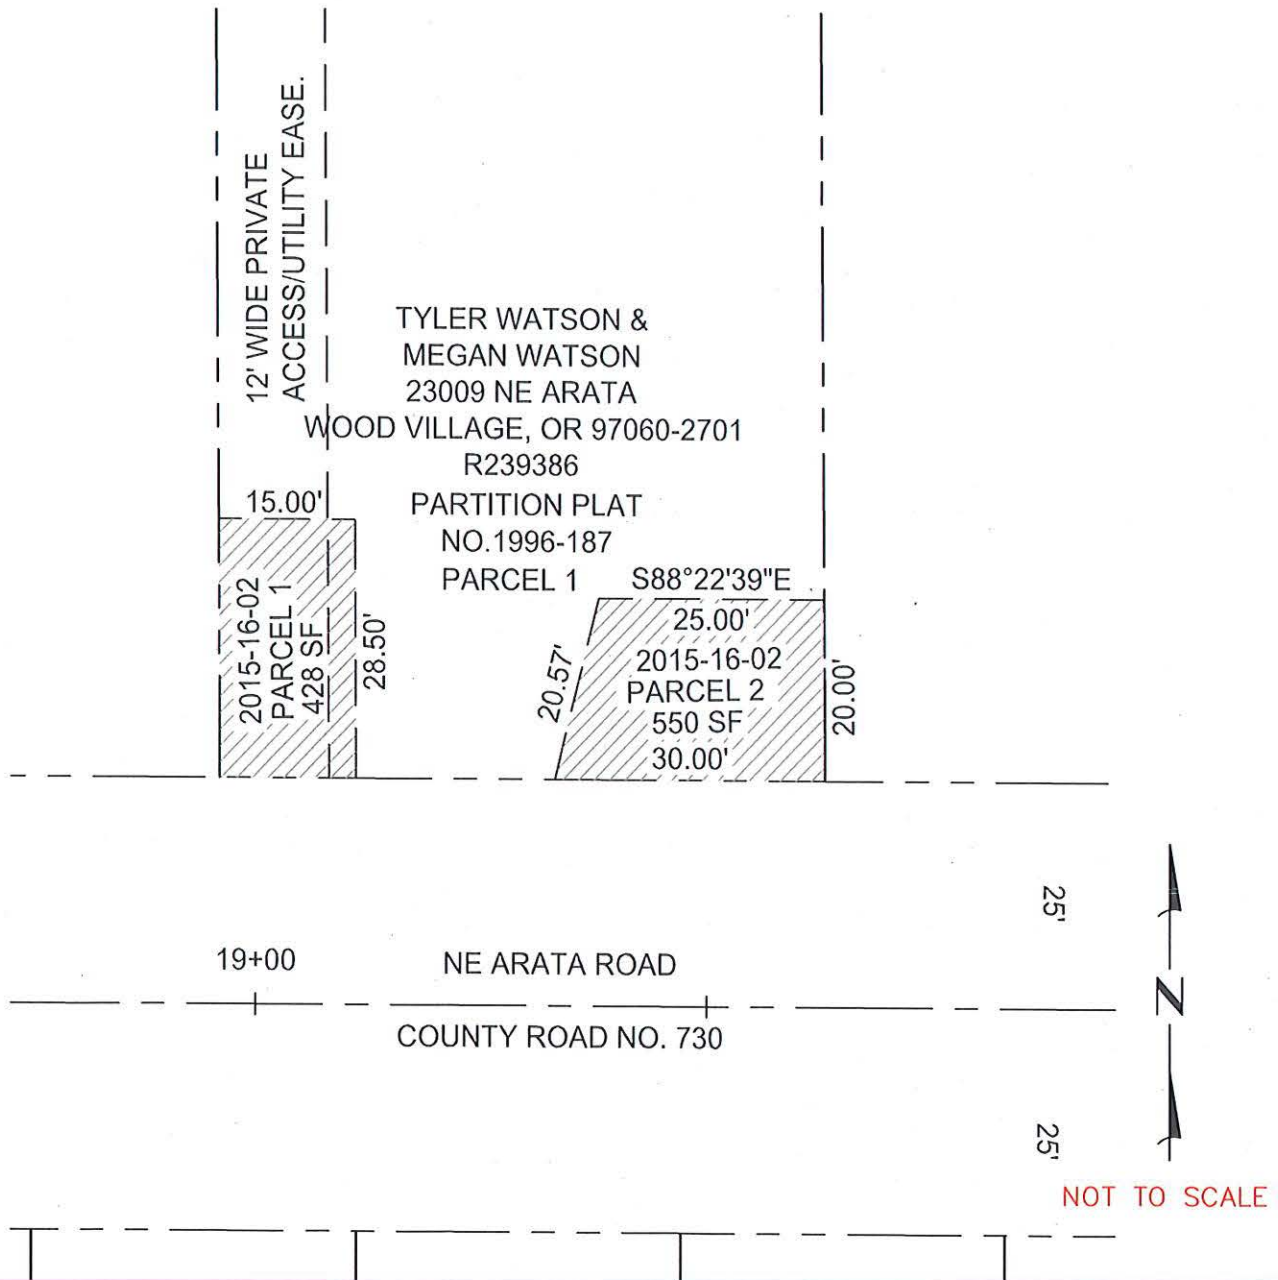 12' WIDE PRIVATE
ACCESS/UTILITY EASE.
TYLER WATSON &
MEGAN WATSON
23009 NE ARATA
WOOD VILLAGE, OR 97060-2701
R239386
PARTITION PLAT
NO.1996-187
PARCEL 1
15.00'
2015-16-02
PARCEL 1
428 SF
28.50'
S88°22'39"E
25.00'
2015-16-02
PARCEL 2
550 SF
30.00'
20.57'
20.00'
25'
19+00
NE ARATA ROAD
COUNTY ROAD NO. 730
N
25'
NOT TO SCALE